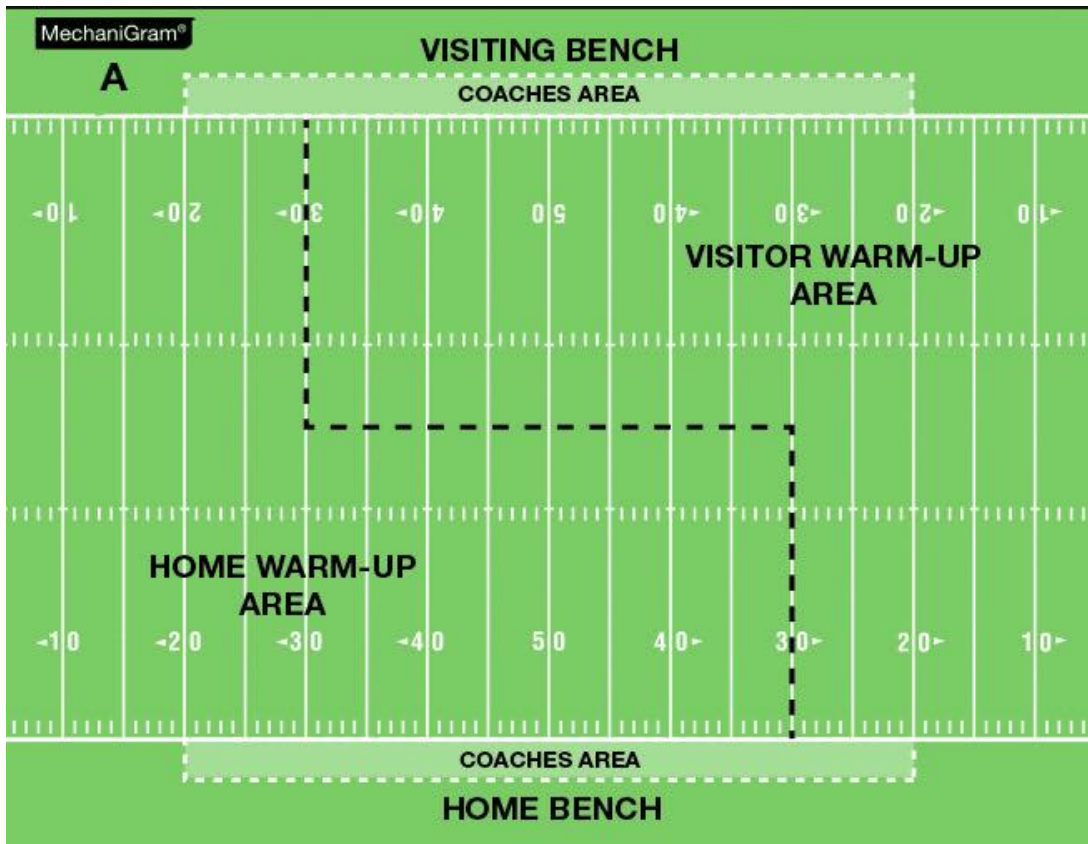 MechaniGram®
A
VISITING BENCH
COACHES AREA
◄10 ◄20 ◄30 ◄40 50 40► 30► 20► 10►
VISITOR WARM-UP
AREA
HOME WARM-UP
AREA
◄10 ◄20 ◄30 ◄40 50 40► 30► 20► 10►
COACHES AREA
HOME BENCH